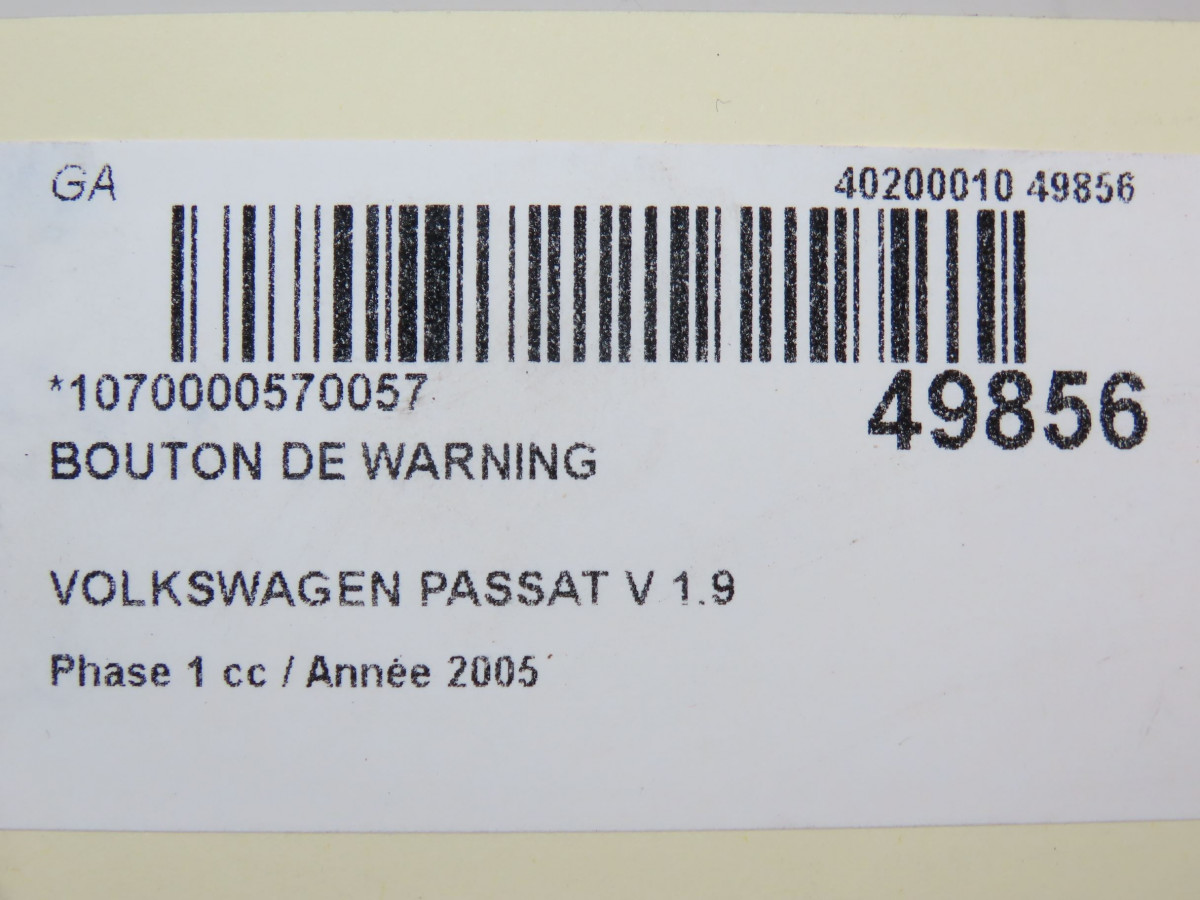 GA
40200010 49856
*1070000570057
49856
BOUTON DE WARNING
VOLKSWAGEN PASSAT V 1.9
Phase 1 cc / Année 2005